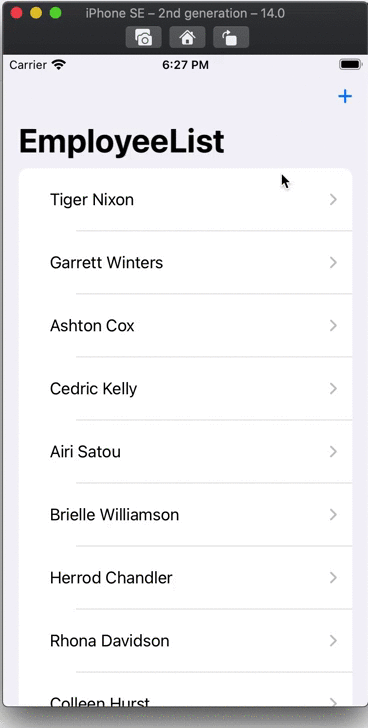 iPhone SE – 2nd generation – 14.0
Carrier 6:27 PM
+
EmployeeList
Tiger Nixon
Garrett Winters
Ashton Cox
Cedric Kelly
Airi Satou
Brielle Williamson
Herrod Chandler
Rhona Davidson
Colleen Hurst